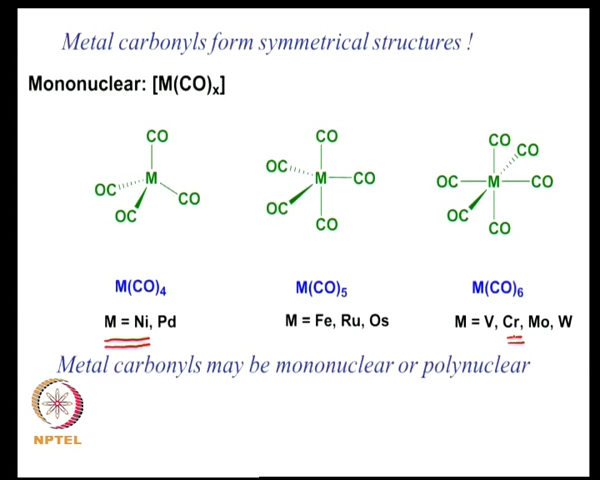 Metal carbonyls form symmetrical structures !
Mononuclear: [M(CO)ₓ]
CO
OC
M
CO
OC
CO
OC
M
CO
OC
CO
CO
CO
OC
M
CO
OC
CO
M(CO)₄
M(CO)₅
M(CO)₆
M = Ni, Pd
M = Fe, Ru, Os
M = V, Cr, Mo, W
Metal carbonyls may be mononuclear or polynuclear
NPTEL